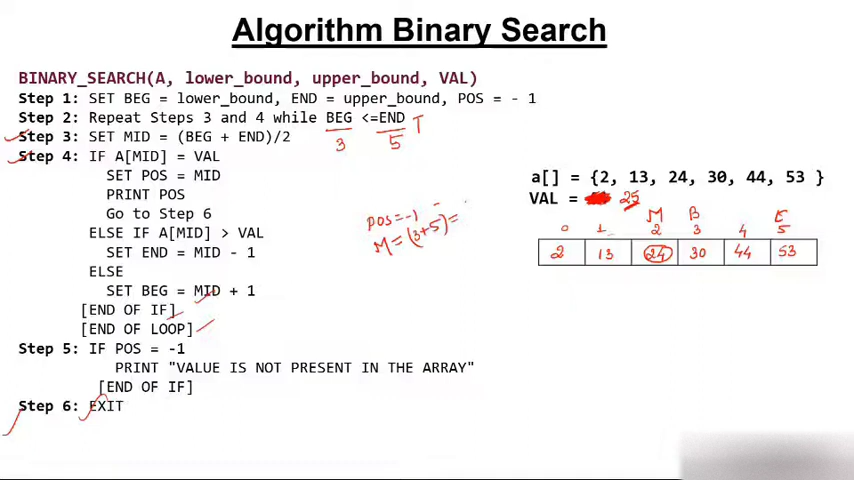 Algorithm Binary Search
BINARY_SEARCH(A, lower_bound, upper_bound, VAL)
Step 1: SET BEG = lower_bound, END = upper_bound, POS = - 1
Step 2: Repeat Steps 3 and 4 while BEG <=END T
3 5
Step 3: SET MID = (BEG + END)/2
Step 4: IF A[MID] = VAL
SET POS = MID
PRINT POS
Go to Step 6
ELSE IF A[MID] > VAL
SET END = MID - 1
ELSE
SET BEG = MID + 1
[END OF IF]
[END OF LOOP]
Step 5: IF POS = -1
PRINT "VALUE IS NOT PRESENT IN THE ARRAY"
[END OF IF]
Step 6: EXIT
POS=-1
M=(3+5)=
a[] = {2, 13, 24, 30, 44, 53 }
VAL = 25
M B E
0 1 2 3 4 5
2 13 24 30 44 53